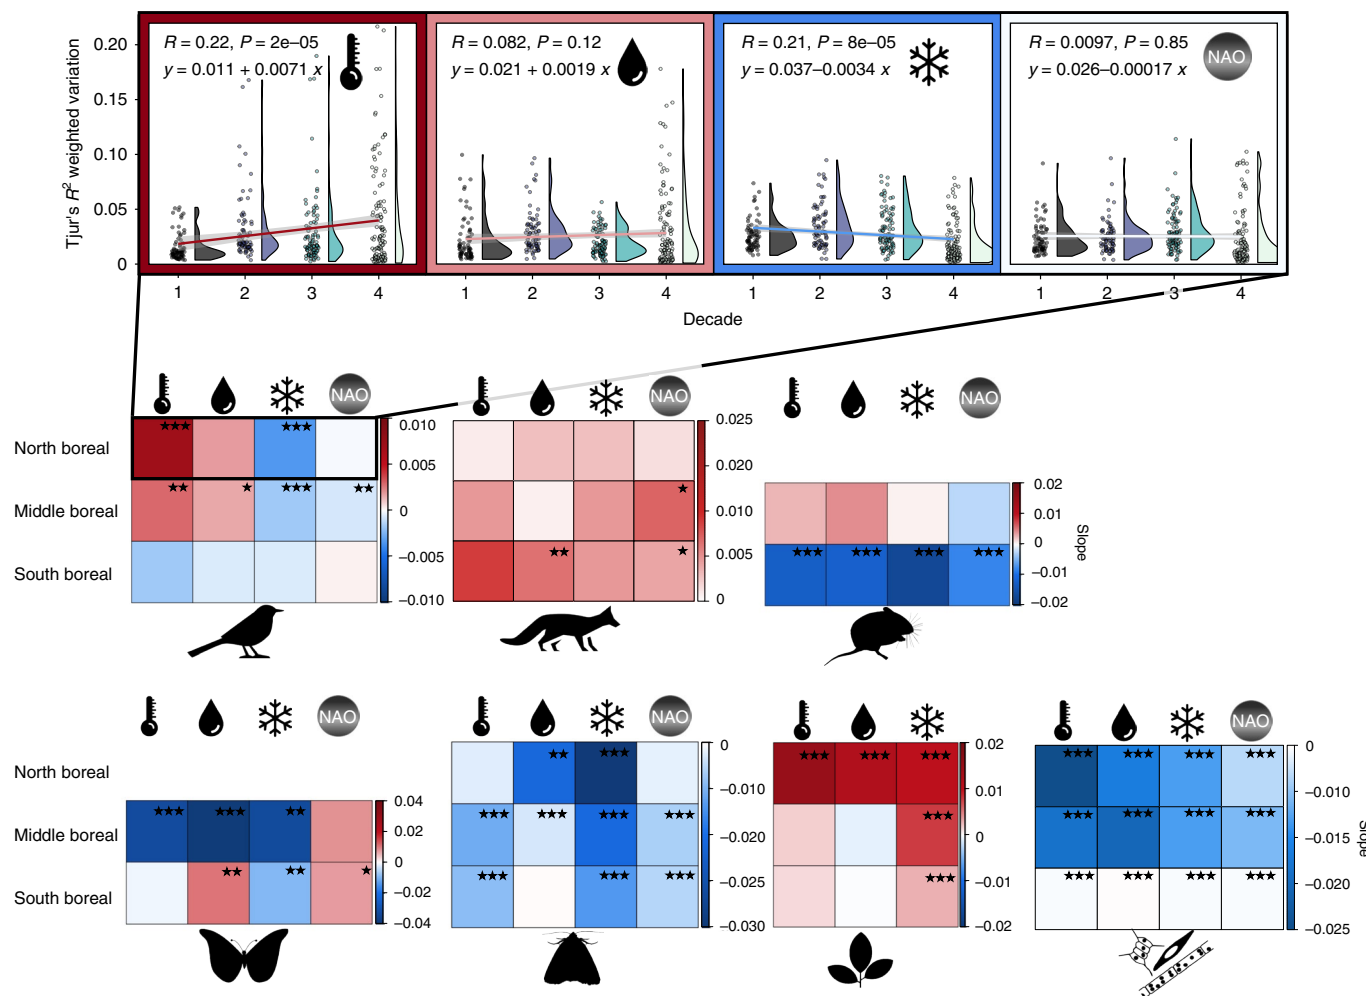 Tjur's R² weighted variation
0.20
0.15
0.10
0.05
0
R = 0.22, P = 2e–05
y = 0.011 + 0.0071 x
R = 0.082, P = 0.12
y = 0.021 + 0.0019 x
R = 0.21, P = 8e–05
y = 0.037–0.0034 x
R = 0.0097, P = 0.85
y = 0.026–0.00017 x
NAO
1 2 3 4 1 2 3 4 1 2 3 4 1 2 3 4
Decade
NAO NAO NAO
North boreal
Middle boreal
South boreal
0.010
0.005
0
–0.005
–0.010
0.025
0.020
0.010
0.005
0
0.02
0.01
0
–0.01
–0.02
Slope
NAO NAO NAO
North boreal
Middle boreal
South boreal
0.04
0.02
0
–0.02
–0.04
0
–0.010
–0.020
–0.025
–0.030
0.02
0.01
0
–0.01
–0.02
0
–0.010
–0.015
–0.020
–0.025
Slope